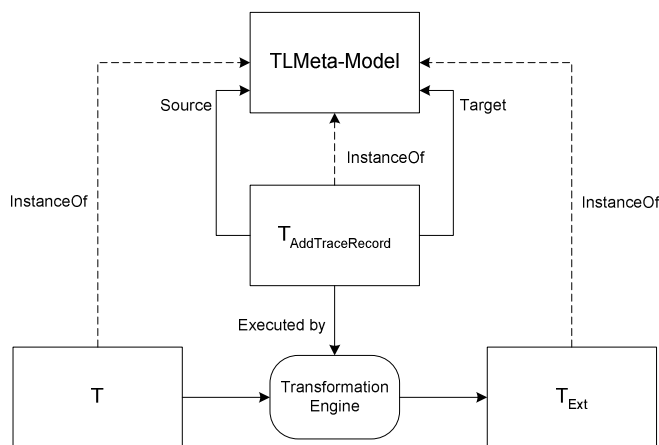 TLMeta-Model
Source
Target
InstanceOf
InstanceOf
InstanceOf
TAddTraceRecord
Executed by
T
Transformation
Engine
TExt